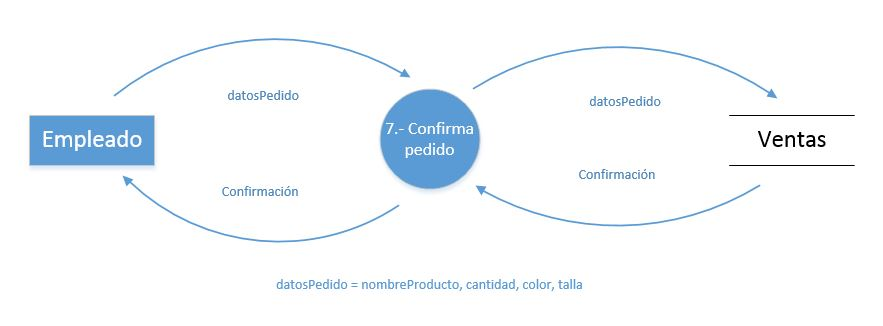 datosPedido
datosPedido
Empleado
7.- Confirma
pedido
Ventas
Confirmación
Confirmación
datosPedido = nombreProducto, cantidad, color, talla